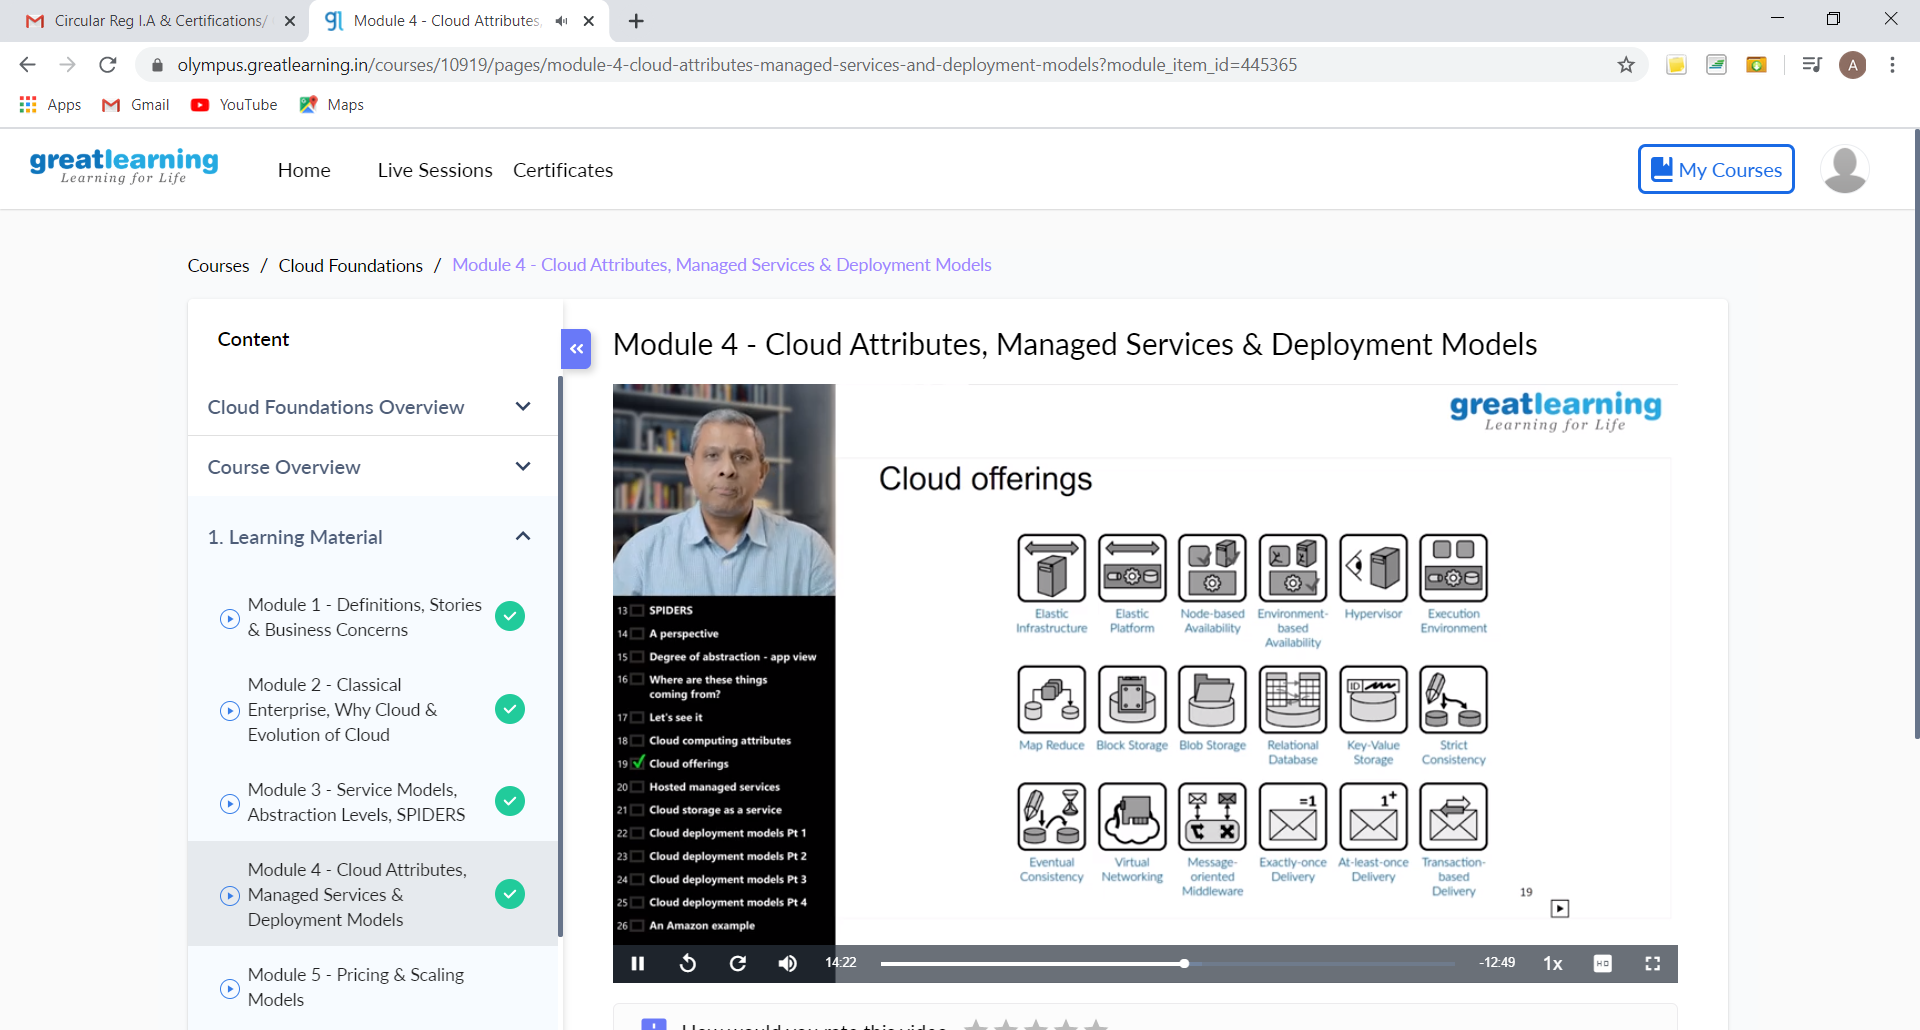 Circular Reg I.A & Certifications/
Module 4 - Cloud Attributes,
olympus.greatlearning.in/courses/10919/pages/module-4-cloud-attributes-managed-services-and-deployment-models?module_item_id=445365
A
Apps Gmail YouTube Maps
greatlearning
Learning for Life
Home Live Sessions Certificates
My Courses
Courses / Cloud Foundations / Module 4 - Cloud Attributes, Managed Services & Deployment Models
Content
Cloud Foundations Overview
Course Overview
1. Learning Material
Module 1 - Definitions, Stories
& Business Concerns
Module 2 - Classical
Enterprise, Why Cloud &
Evolution of Cloud
Module 3 - Service Models,
Abstraction Levels, SPIDERS
Module 4 - Cloud Attributes,
Managed Services &
Deployment Models
Module 5 - Pricing & Scaling
Models
Module 4 - Cloud Attributes, Managed Services & Deployment Models
greatlearning
Learning for Life
Cloud offerings
13 SPIDERS
14 A perspective
15 Degree of abstraction - app view
16 Where are these things
coming from?
17 Let's see it
18 Cloud computing attributes
19 Cloud offerings
20 Hosted managed services
21 Cloud storage as a service
22 Cloud deployment models Pt 1
23 Cloud deployment models Pt 2
24 Cloud deployment models Pt 3
25 Cloud deployment models Pt 4
26 An Amazon example
Elastic
Infrastructure
Elastic
Platform
Node-based
Availability
Environment-
based
Availability
Hypervisor
Execution
Environment
Map Reduce
Block Storage
Blob Storage
Relational
Database
ID
Key-Value
Storage
Strict
Consistency
Eventual
Consistency
Virtual
Networking
Message-
oriented
Middleware
=1
Exactly-once
Delivery
1+
At-least-once
Delivery
Transaction-
based
Delivery
19
14:22 -12:49 1x HD
How would you rate this video